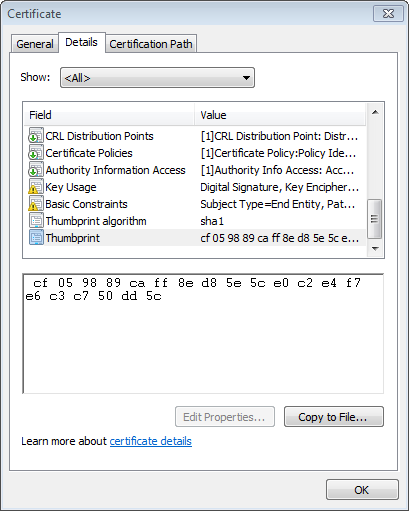 Certificate
General Details Certification Path
Show: <All>
Field Value
CRL Distribution Points [1]CRL Distribution Point: Distr...
Certificate Policies [1]Certificate Policy:Policy Ide...
Authority Information Access [1]Authority Info Access: Acc...
Key Usage Digital Signature, Key Encipher...
Basic Constraints Subject Type=End Entity, Pat...
Thumbprint algorithm sha1
Thumbprint cf 05 98 89 ca ff 8e d8 5e 5c e...
cf 05 98 89 ca ff 8e d8 5e 5c e0 c2 e4 f7
e6 c3 c7 50 dd 5c
Edit Properties... Copy to File...
Learn more about certificate details
OK